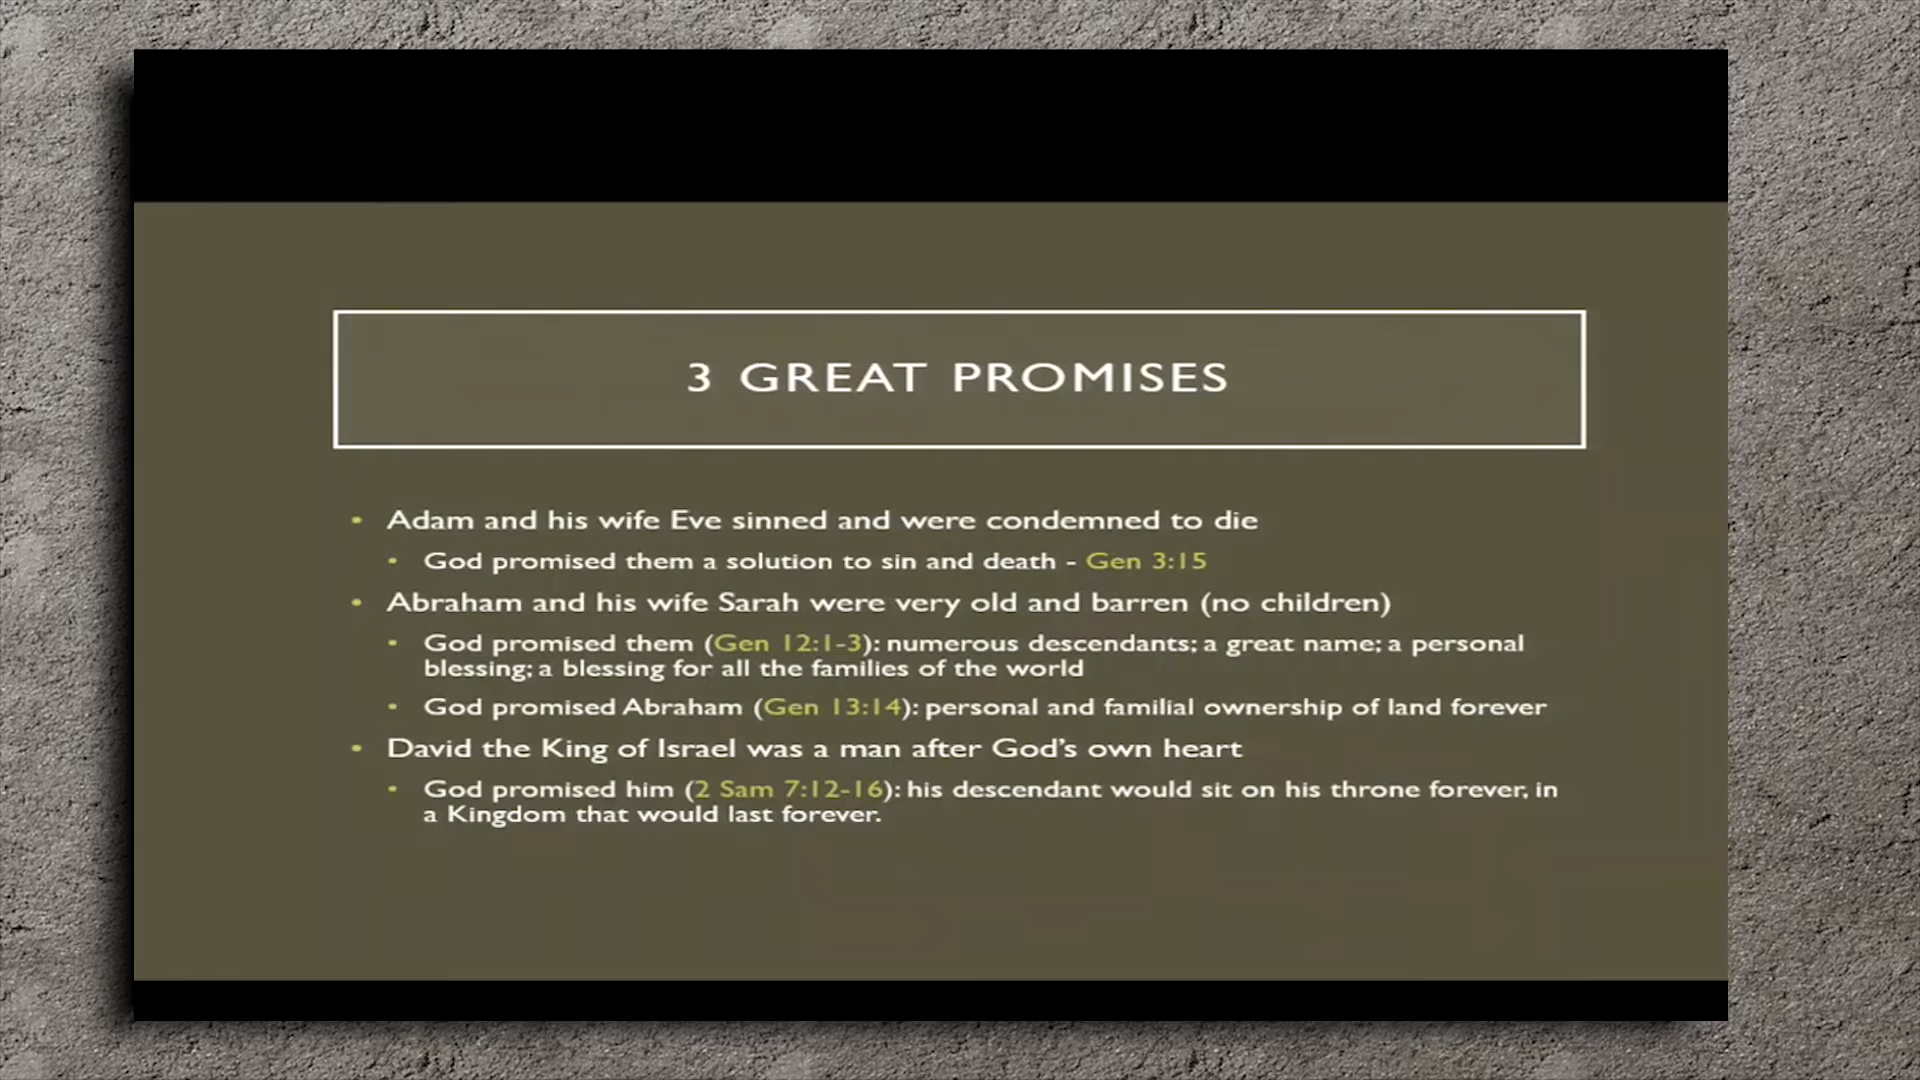 3 GREAT PROMISES
• Adam and his wife Eve sinned and were condemned to die
• God promised them a solution to sin and death - Gen 3:15
• Abraham and his wife Sarah were very old and barren (no children)
• God promised them (Gen 12:1-3): numerous descendants; a great name; a personal
blessing; a blessing for all the families of the world
• God promised Abraham (Gen 13:14): personal and familial ownership of land forever
• David the King of Israel was a man after God's own heart
• God promised him (2 Sam 7:12-16): his descendant would sit on his throne forever, in
a Kingdom that would last forever.